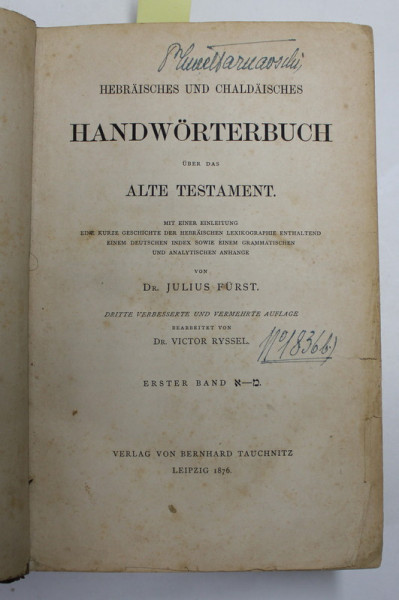 HEBRÄISCHES UND CHALDÄISCHES
HANDWÖRTERBUCH
ÜBER DAS
ALTE TESTAMENT.
MIT EINER EINLEITUNG
EINE KURZE GESCHICHTE DER HEBRÄISCHEN LEXIKOGRAPHIE ENTHALTEND
EINEM DEUTSCHEN INDEX SOWIE EINEM GRAMMATISCHEN
UND ANALYTISCHEN ANHANGE
VON
DR. JULIUS FÜRST.
DRITTE VERBESSERTE UND VERMEHRTE AUFLAGE
BEARBEITET VON
DR. VICTOR RYSSEL.
No 1836b.)
ERSTER BAND א—מ.
VERLAG VON BERNHARD TAUCHNITZ
LEIPZIG 1876.